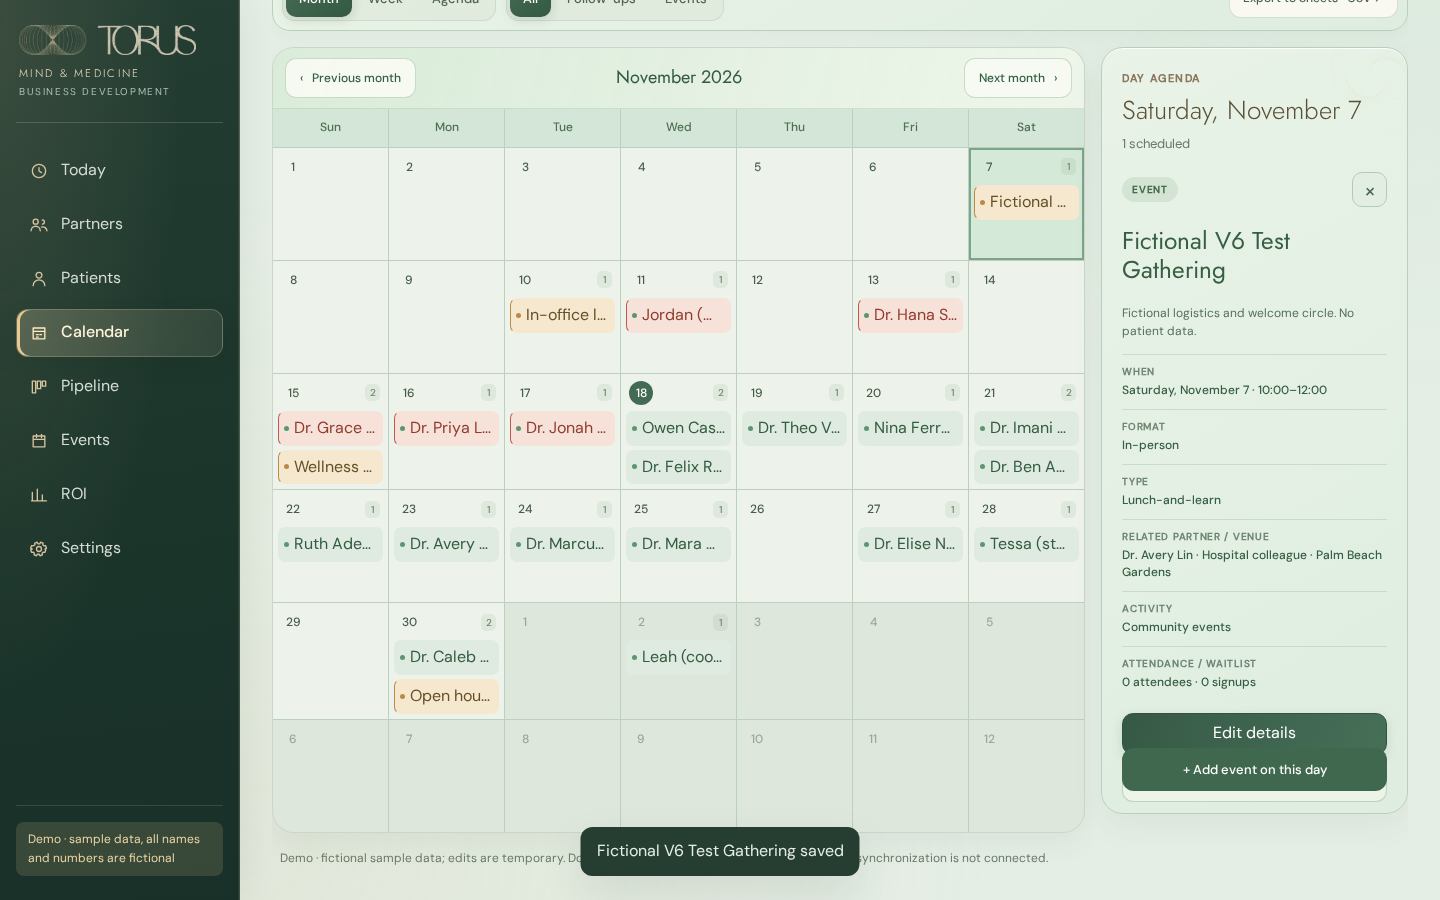 TORUS
MIND & MEDICINE
BUSINESS DEVELOPMENT
Today
Partners
Patients
Calendar
Pipeline
Events
ROI
Settings
Demo · sample data, all names
and numbers are fictional
Month Week Agenda All Follow-ups Events
Export to sheets · CSV
‹ Previous month
November 2026
Next month ›
Sun Mon Tue Wed Thu Fri Sat
1 2 3 4 5 6 7 1
Fictional ...
8 9 10 1 11 1 12 13 1 14
In-office I... Jordan (... Dr. Hana S...
15 2 16 1 17 1 18 2 19 1 20 1 21 2
Dr. Grace ... Dr. Priya L... Dr. Jonah ... Owen Cas... Dr. Theo V... Nina Ferr... Dr. Imani ...
Wellness ... Dr. Felix R... Dr. Ben A...
22 1 23 1 24 1 25 1 26 27 1 28 1
Ruth Ade... Dr. Avery ... Dr. Marcu... Dr. Mara ... Dr. Elise N... Tessa (st...
29 30 2 1 2 1 3 4 5
Dr. Caleb ... Leah (coo...
Open hou...
6 7 8 9 10 11 12
Demo · fictional sample data; edits are temporary. synchronization is not connected.
Fictional V6 Test Gathering saved
DAY AGENDA
Saturday, November 7
1 scheduled
EVENT
×
Fictional V6 Test
Gathering
Fictional logistics and welcome circle. No
patient data.
WHEN
Saturday, November 7 · 10:00–12:00
FORMAT
In-person
TYPE
Lunch-and-learn
RELATED PARTNER / VENUE
Dr. Avery Lin · Hospital colleague · Palm Beach
Gardens
ACTIVITY
Community events
ATTENDANCE / WAITLIST
0 attendees · 0 signups
Edit details
+ Add event on this day